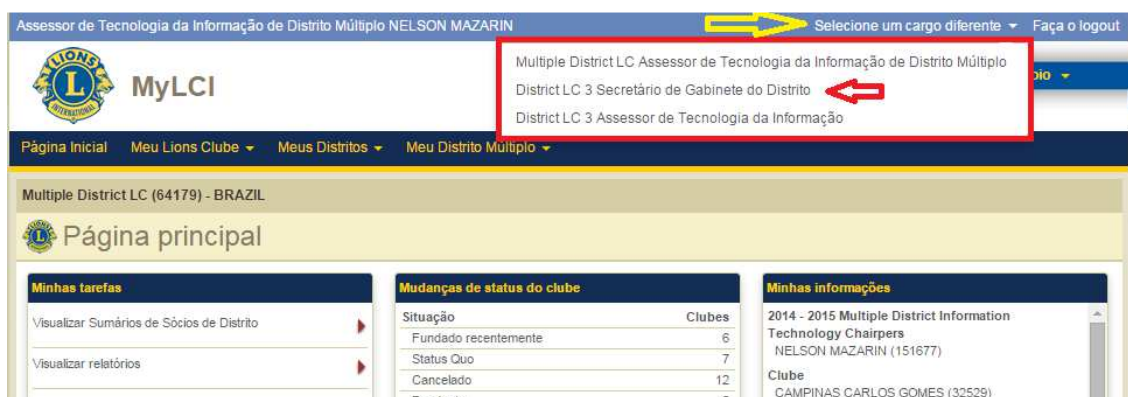 Assessor de Tecnologia da Informação de Distrito Múltiplo NELSON MAZARIN
Selecione um cargo diferente
Faça o logout
LIONS
L
INTERNATIONAL
MyLCI
Multiple District LC Assessor de Tecnologia da Informação de Distrito Múltiplo
District LC 3 Secretário de Gabinete do Distrito
District LC 3 Assessor de Tecnologia da Informação
Página Inicial
Meu Lions Clube
Meus Distritos
Meu Distrito Múltiplo
Multiple District LC (64179) - BRAZIL
Página principal
Minhas tarefas
Visualizar Sumários de Sócios de Distrito
Visualizar relatórios
Mudanças de status do clube
Situação Clubes
Fundado recentemente 6
Status Quo 7
Cancelado 12
Minhas informações
2014 - 2015 Multiple District Information
Technology Chairpers
NELSON MAZARIN (151677)
Clube
CAMPINAS CARLOS GOMES (32529)